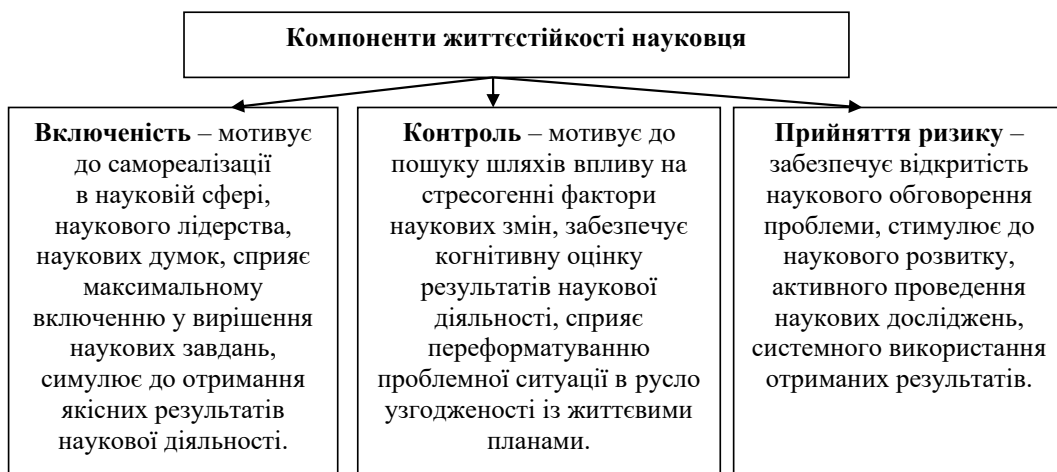 Компоненти життєстійкості науковця
Включеність – мотивує
до самореалізації
в науковій сфері,
наукового лідерства,
наукових думок, сприяє
максимальному
включенню у вирішення
наукових завдань,
симулює до отримання
якісних результатів
наукової діяльності.
Контроль – мотивує до
пошуку шляхів впливу на
стресогенні фактори
наукових змін, забезпечує
когнітивну оцінку
результатів наукової
діяльності, сприяє
переформатуванню
проблемної ситуації в русло
узгодженості із життєвими
планами.
Прийняття ризику –
забезпечує відкритість
наукового обговорення
проблеми, стимулює до
наукового розвитку,
активного проведення
наукових досліджень,
системного використання
отриманих результатів.